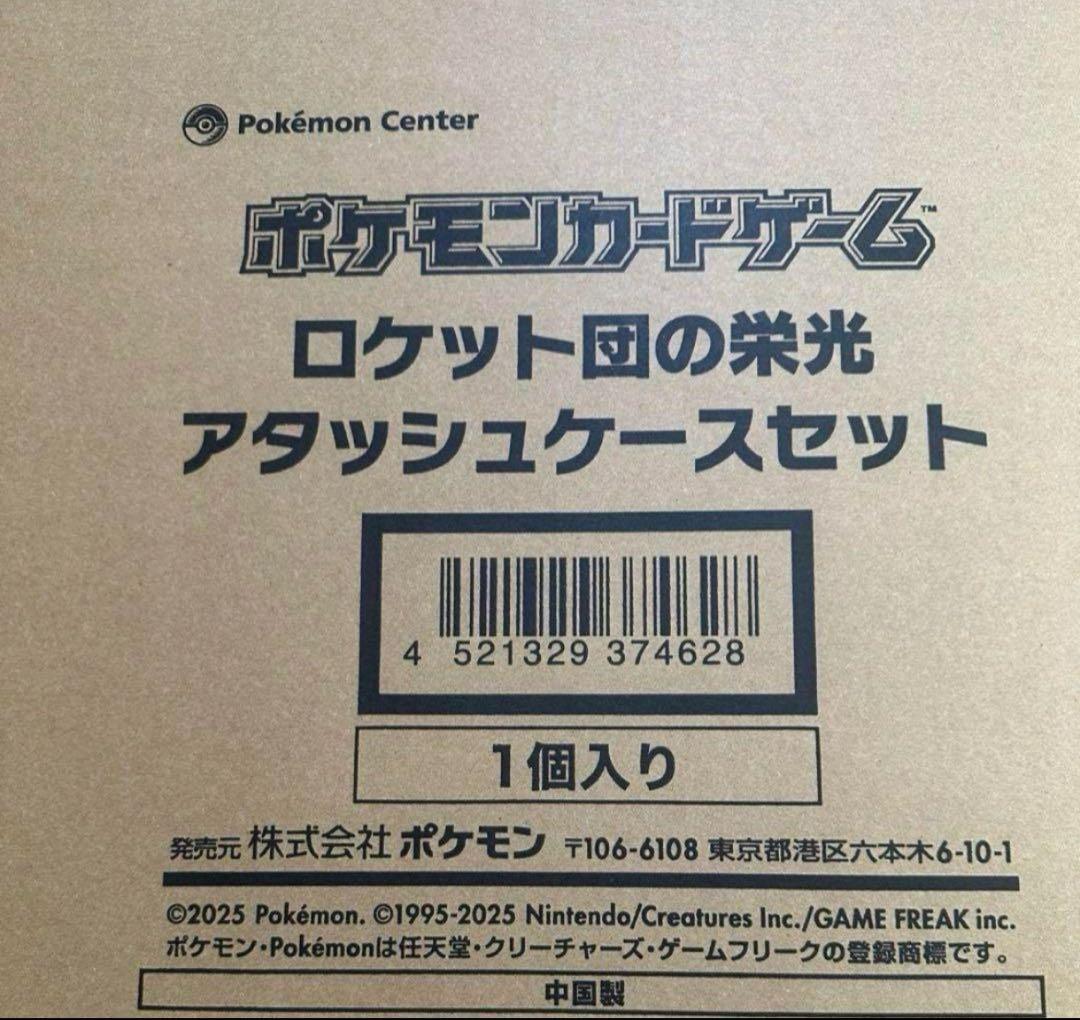 Pokémon Center
ポケモンカードゲーム™
ロケット団の栄光
アタッシュケースセット
4 521329 374628
1個入り
発売元 株式会社 ポケモン 〒106-6108 東京都港区六本木6-10-1
©2025 Pokémon. ©1995-2025 Nintendo/Creatures Inc./GAME FREAK inc.
ポケモン・Pokémonは任天堂・クリーチャーズ・ゲームフリークの登録商標です。
中国製